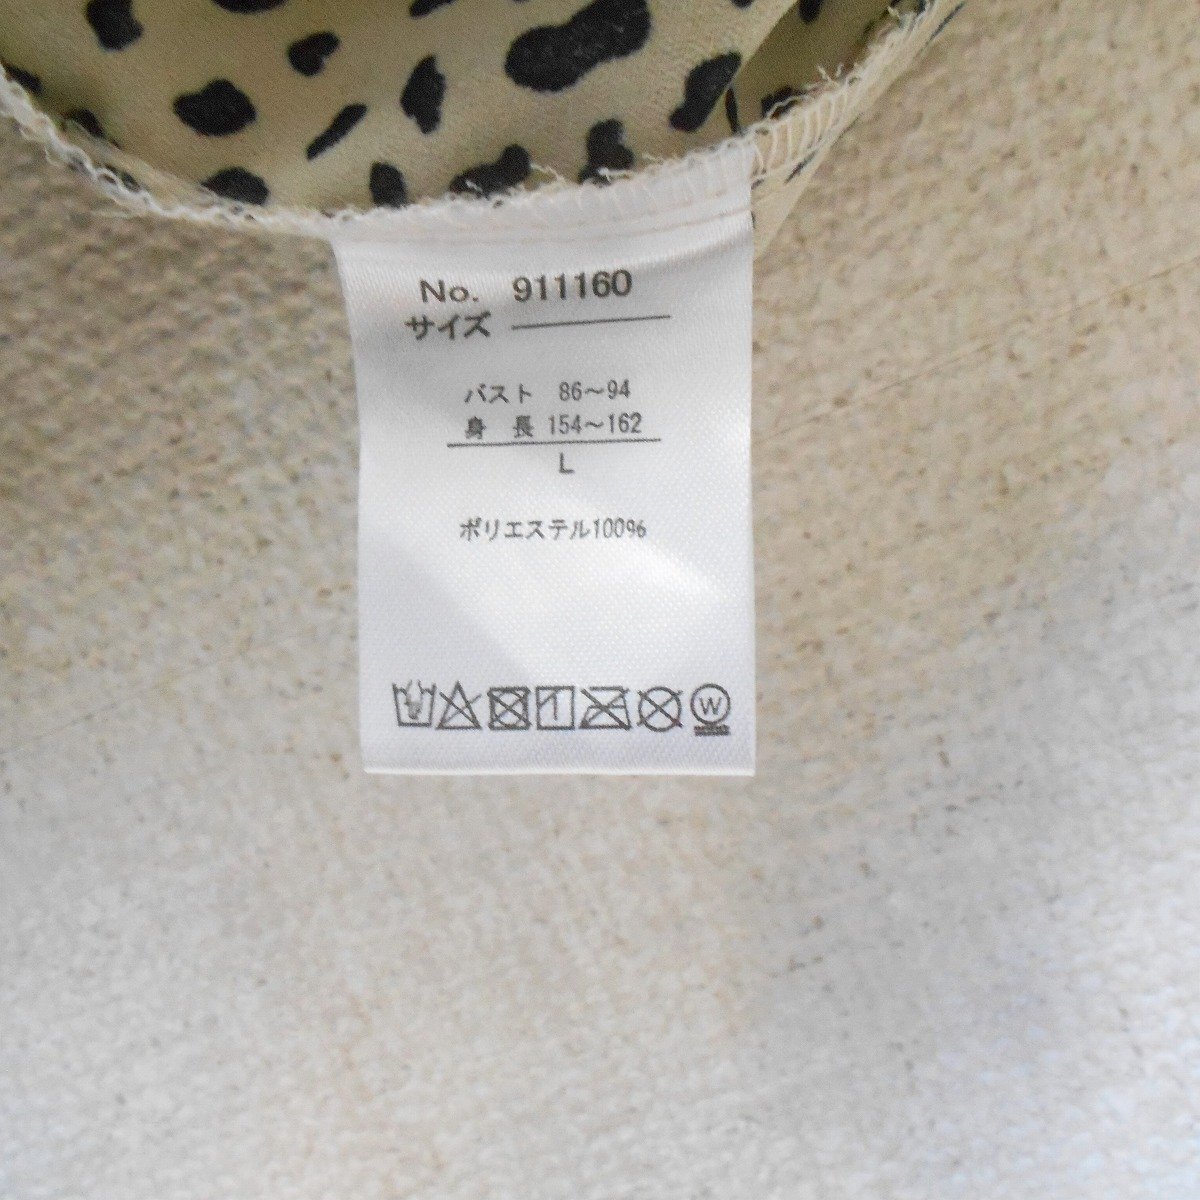 No. 911160
サイズ
バスト 86～94
身 長 154～162
L
ポリエステル100%
W